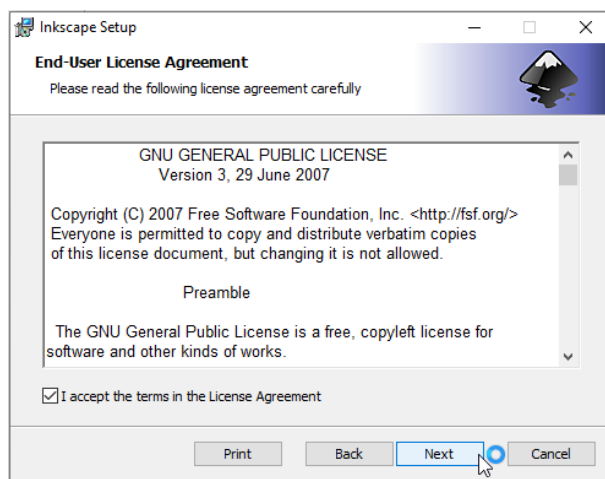 Inkscape Setup
End-User License Agreement
Please read the following license agreement carefully
GNU GENERAL PUBLIC LICENSE
Version 3, 29 June 2007
Copyright (C) 2007 Free Software Foundation, Inc. <http://fsf.org/>
Everyone is permitted to copy and distribute verbatim copies
of this license document, but changing it is not allowed.
Preamble
The GNU General Public License is a free, copyleft license for
software and other kinds of works.
I accept the terms in the License Agreement
Print Back Next Cancel